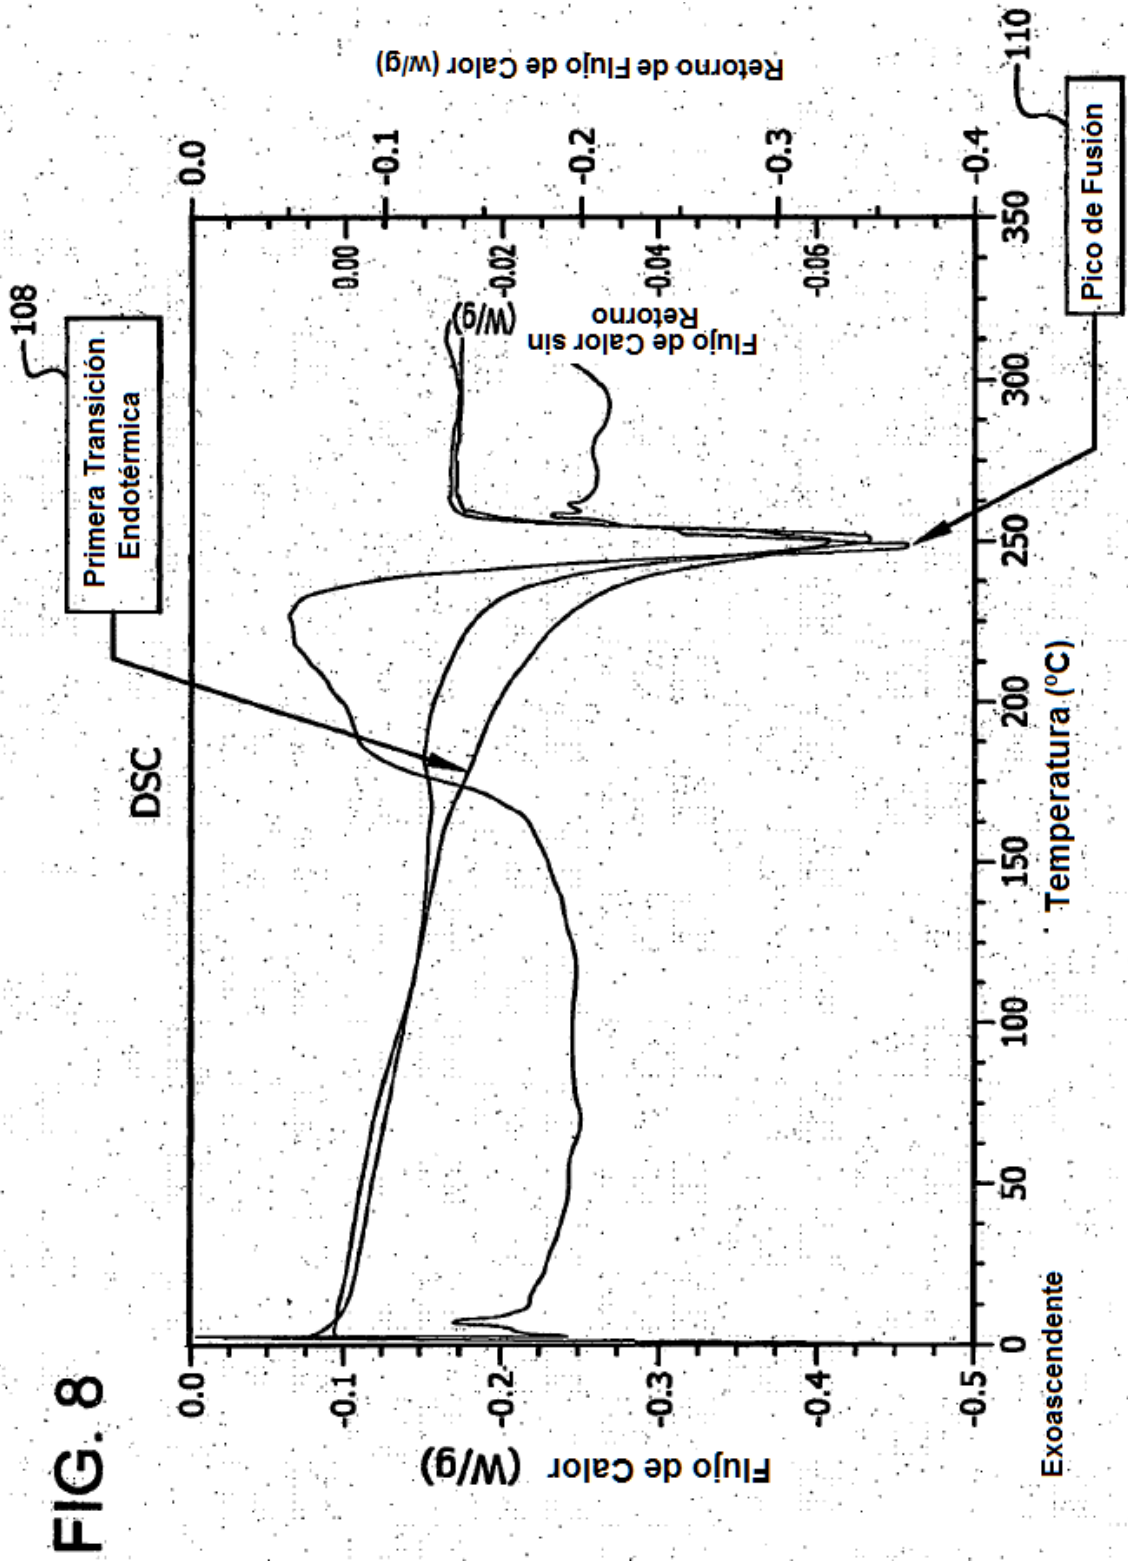 FIG. 8
DSC
108
Primera Transición
Endotérmica
Flujo de Calor (W/g)
0.0
-0.1
-0.2
-0.3
-0.4
-0.5
Exoascendente
0
50
100
150
200
250
300
350
Temperatura (ºC)
Flujo de Calor sin
Retorno
(W/g)
0.00
-0.02
-0.04
-0.06
0.0
-0.1
-0.2
-0.3
-0.4
Retorno de Flujo de Calor (w/g)
110
Pico de Fusión